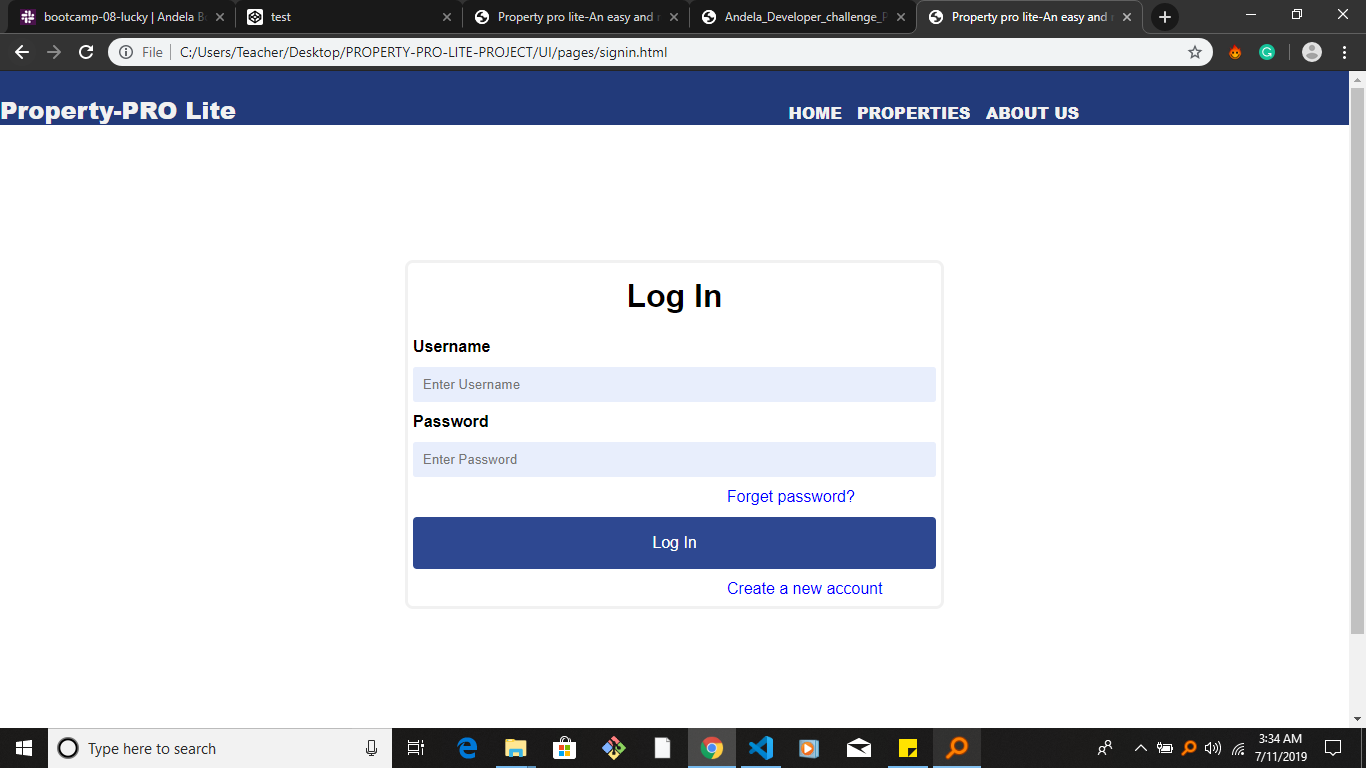 bootcamp-08-lucky | Andela B
test
Property pro lite-An easy and
Andela_Developer_challenge_P
Property pro lite-An easy and
File
C:/Users/Teacher/Desktop/PROPERTY-PRO-LITE-PROJECT/UI/pages/signin.html
Property-PRO Lite
HOME PROPERTIES ABOUT US
Log In
Username
Enter Username
Password
Enter Password
Forget password?
Log In
Create a new account
Type here to search
3:34 AM
7/11/2019